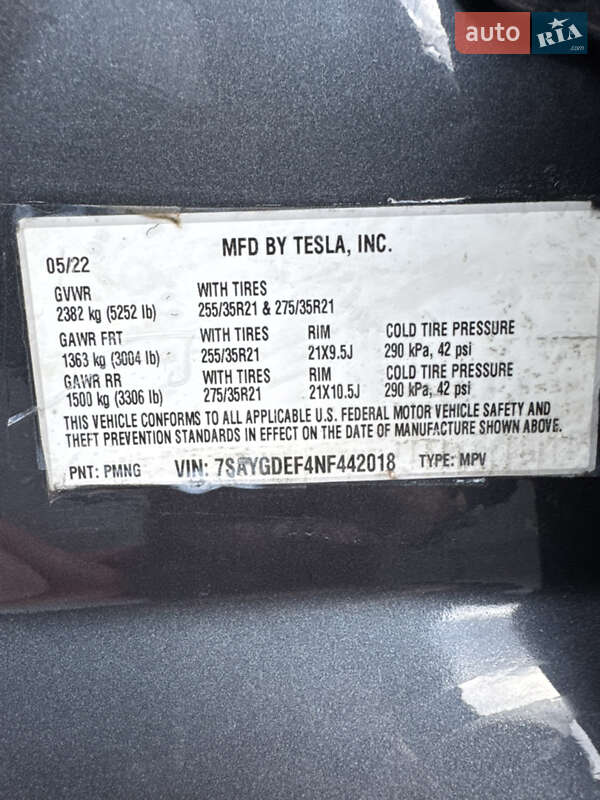 auto RIA .com
MFD BY TESLA, INC.
05/22
GVWR WITH TIRES
2382 kg (5252 lb) 255/35R21 & 275/35R21
GAWR FRT WITH TIRES RIM COLD TIRE PRESSURE
1363 kg (3004 lb) 255/35R21 21X9.5J 290 kPa, 42 psi
GAWR RR WITH TIRES RIM COLD TIRE PRESSURE
1500 kg (3306 lb) 275/35R21 21X10.5J 290 kPa, 42 psi
THIS VEHICLE CONFORMS TO ALL APPLICABLE U.S. FEDERAL MOTOR VEHICLE SAFETY AND
THEFT PREVENTION STANDARDS IN EFFECT ON THE DATE OF MANUFACTURE SHOWN ABOVE.
PNT: PMNG VIN: 7SAYGDEF4NF442018 TYPE: MPV